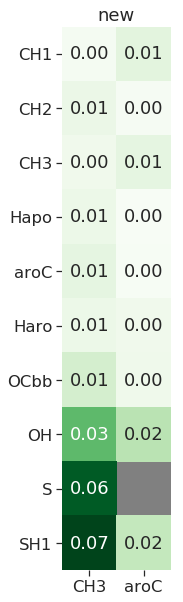 new
CH1 0.00 0.01
CH2 0.01 0.00
CH3 0.00 0.01
Hapo 0.01 0.00
aroC 0.01 0.00
Haro 0.01 0.00
OCbb 0.01 0.00
OH 0.03 0.02
S 0.06
SH1 0.07 0.02
CH3 aroC